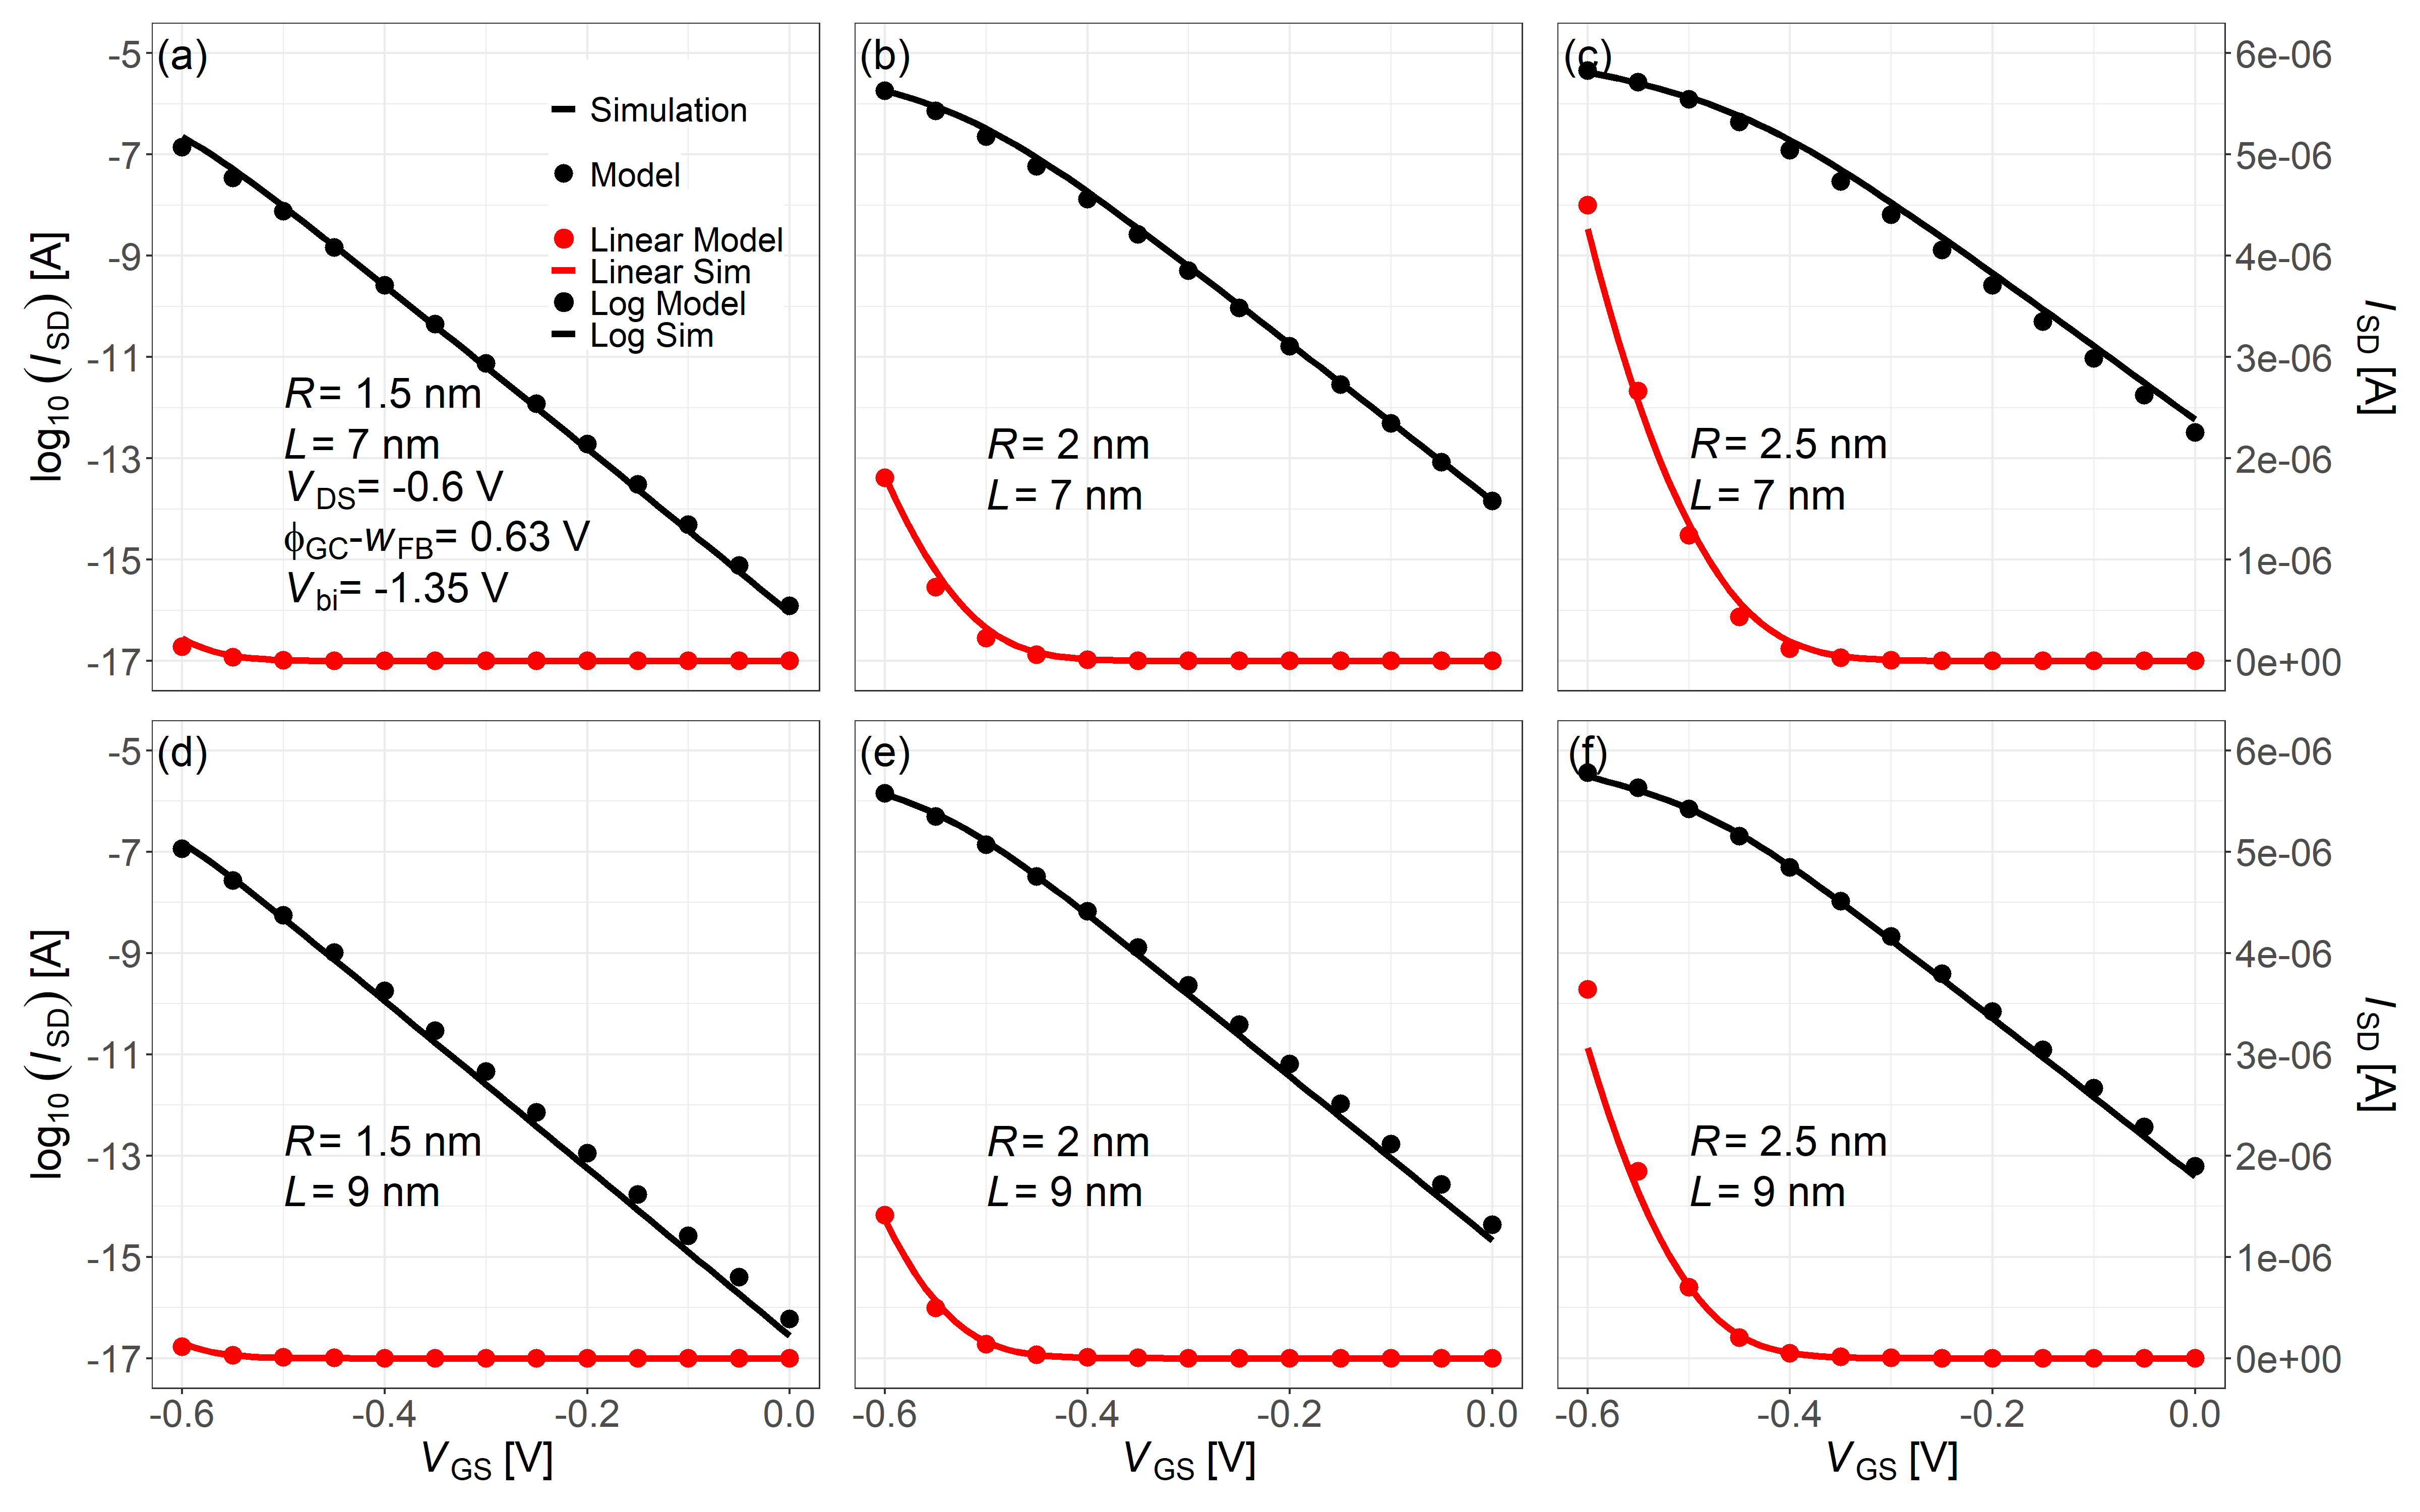 (a)
(b)
(c)
-5
-7
-9
-11
-13
-15
-17
log10 (ISD) [A]
Simulation
Model
Linear Model
Linear Sim
Log Model
Log Sim
R= 1.5 nm
L= 7 nm
VDS= -0.6 V
ϕGC-wFB= 0.63 V
Vbi= -1.35 V
R= 2 nm
L= 7 nm
R= 2.5 nm
L= 7 nm
6e-06
5e-06
4e-06
3e-06
2e-06
1e-06
0e+00
ISD [A]
(d)
(e)
(f)
-5
-7
-9
-11
-13
-15
-17
log10 (ISD) [A]
R= 1.5 nm
L= 9 nm
R= 2 nm
L= 9 nm
R= 2.5 nm
L= 9 nm
6e-06
5e-06
4e-06
3e-06
2e-06
1e-06
0e+00
ISD [A]
-0.6 -0.4 -0.2 0.0
-0.6 -0.4 -0.2 0.0
-0.6 -0.4 -0.2 0.0
VGS [V]
VGS [V]
VGS [V]